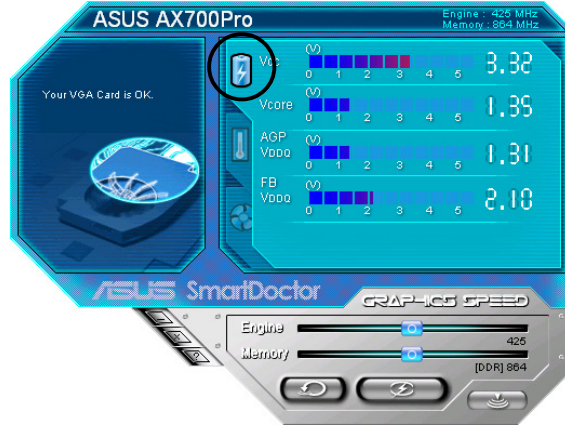 ASUS AX700Pro
Engine : 425 MHz
Memory : 864 MHz
Your VGA Card is OK.
Vcc (V) 0 1 2 3 4 5 3.32
Vcore (V) 0 1 2 3 4 5 1.35
AGP VDDQ (V) 0 1 2 3 4 5 1.31
FB VDDQ (V) 0 1 2 3 4 5 2.10
ASUS SmartDoctor
GRAPHICS SPEED
Engine
425
Memory
[DDR] 864